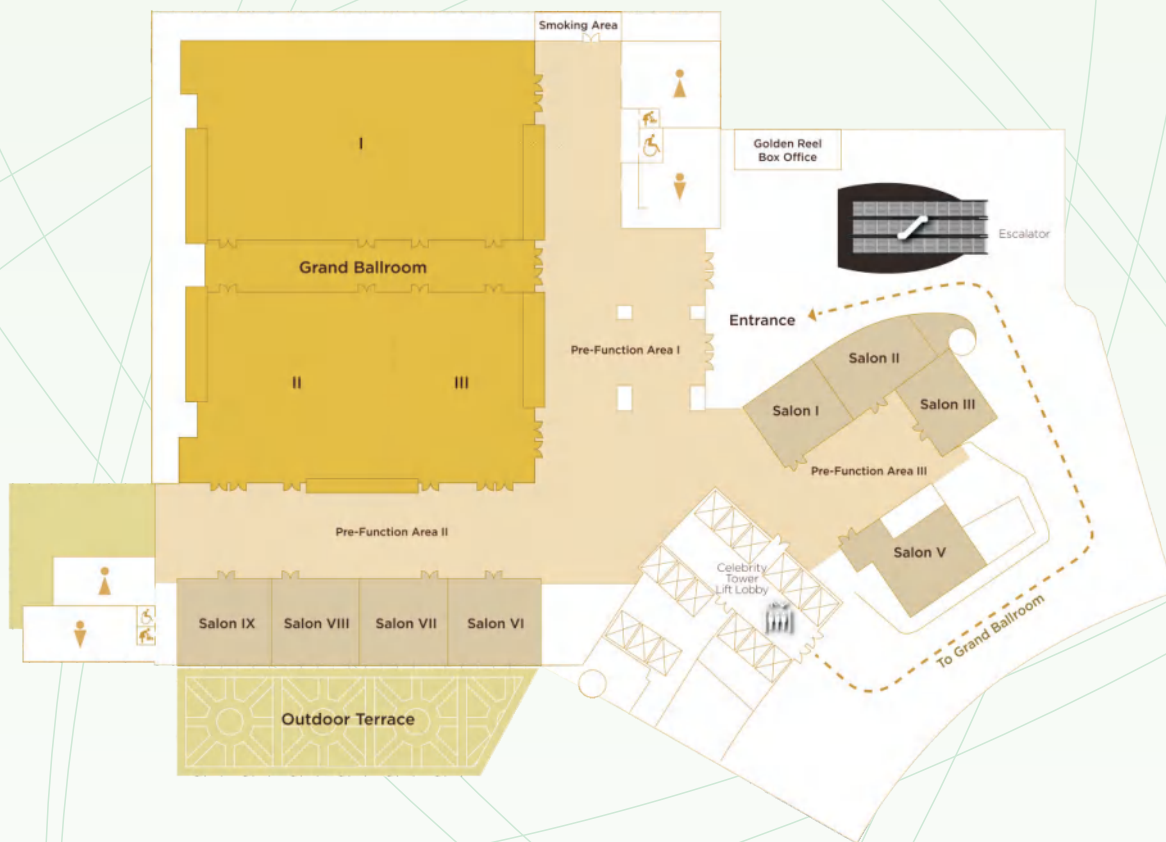 Smoking Area
I
Golden Reel
Box Office
Escalator
Grand Ballroom
Entrance
Pre-Function Area I
II
III
Salon II
Salon I
Salon III
Pre-Function Area III
Pre-Function Area II
Salon V
Celebrity
Tower
Lift Lobby
To Grand Ballroom
Salon IX
Salon VIII
Salon VII
Salon VI
Outdoor Terrace